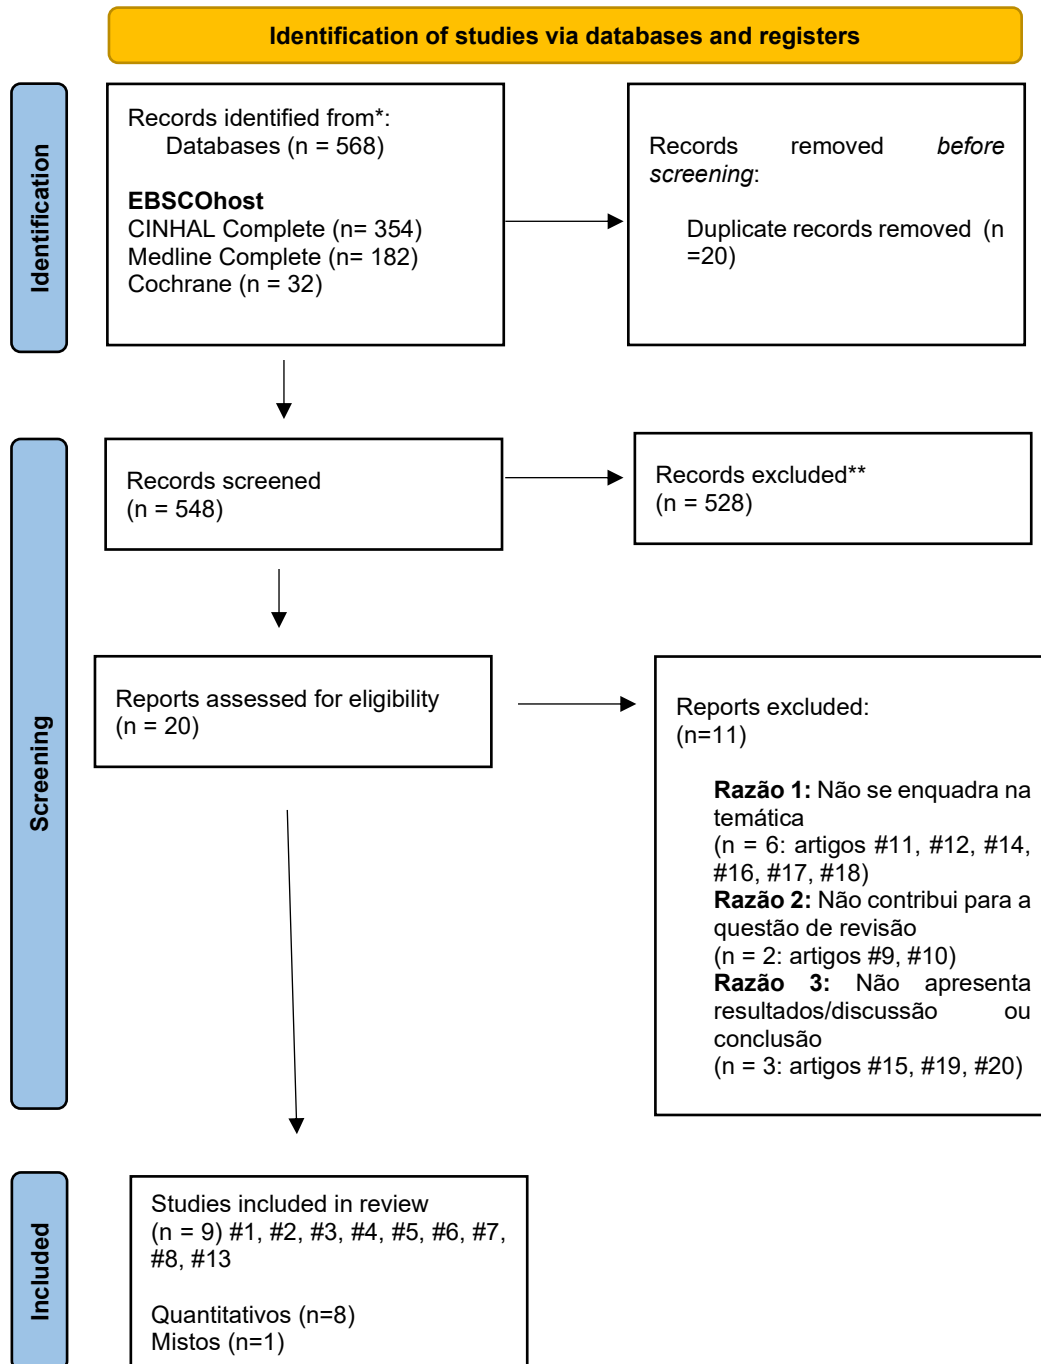 Identification of studies via databases and registers
Identification
Records identified from*:
Databases (n = 568)
EBSCOhost
CINHAL Complete (n= 354)
Medline Complete (n= 182)
Cochrane (n = 32)
Records removed before
screening:
Duplicate records removed (n
=20)
Screening
Records screened
(n = 548)
Records excluded**
(n = 528)
Reports assessed for eligibility
(n = 20)
Reports excluded:
(n=11)
Razão 1: Não se enquadra na
temática
(n = 6: artigos #11, #12, #14,
#16, #17, #18)
Razão 2: Não contribui para a
questão de revisão
(n = 2: artigos #9, #10)
Razão 3: Não apresenta
resultados/discussão ou
conclusão
(n = 3: artigos #15, #19, #20)
Included
Studies included in review
(n = 9) #1, #2, #3, #4, #5, #6, #7,
#8, #13
Quantitativos (n=8)
Mistos (n=1)